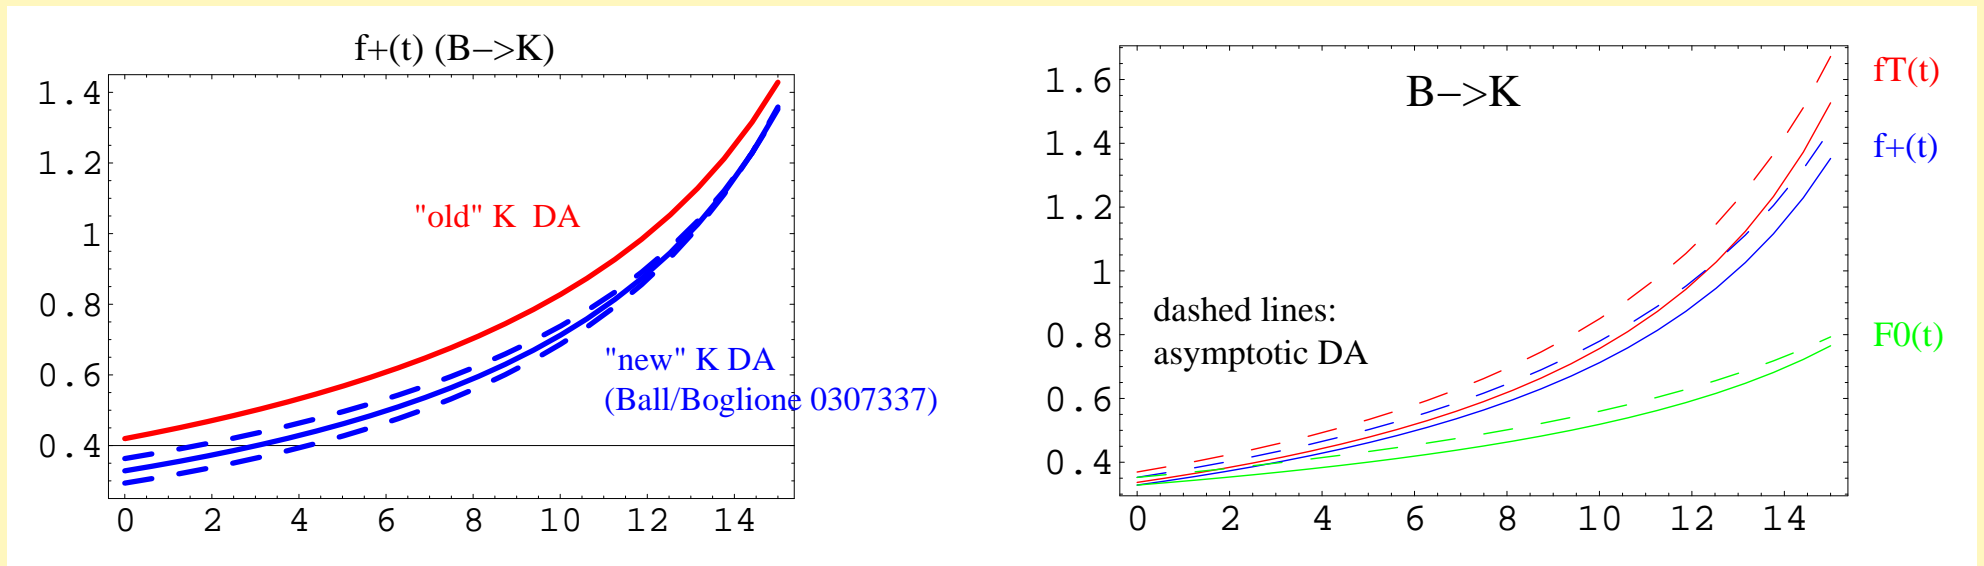 f+(t) (B−>K)
1.4
1.2
1
0.8
0.6
0.4
"old" K DA
"new" K DA
(Ball/Boglione 0307337)
0 2 4 6 8 10 12 14
B−>K
1.6
1.4
1.2
1
0.8
0.6
0.4
dashed lines:
asymptotic DA
fT(t)
f+(t)
F0(t)
0 2 4 6 8 10 12 14